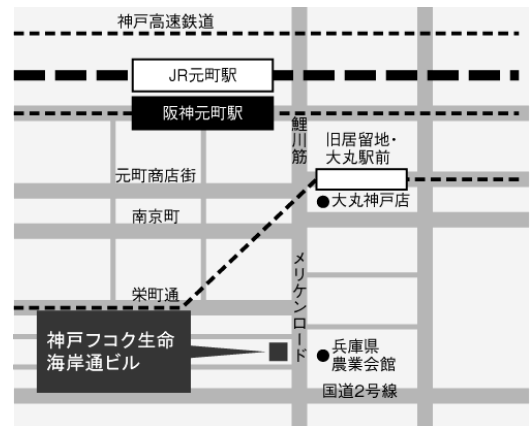 神戸高速鉄道
JR元町駅
阪神元町駅
鯉川筋
旧居留地・
大丸駅前
元町商店街
大丸神戸店
南京町
メリケンロード
栄町通
神戸フコク生命
海岸通ビル
兵庫県
農業会館
国道2号線